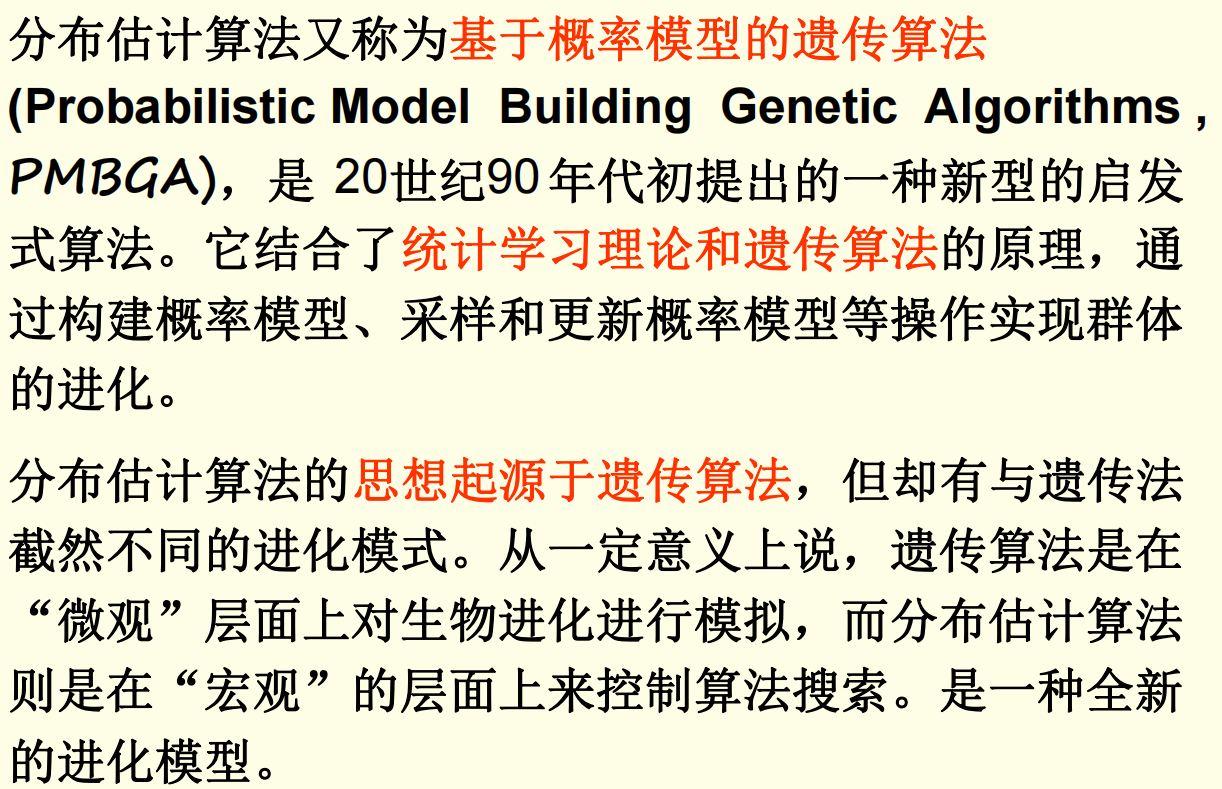 分布估计算法又称为基于概率模型的遗传算法
(Probabilistic Model Building Genetic Algorithms ,
PMBGA)，是 20世纪90年代初提出的一种新型的启发
式算法。它结合了统计学习理论和遗传算法的原理，通
过构建概率模型、采样和更新概率模型等操作实现群体
的进化。
分布估计算法的思想起源于遗传算法，但却有与遗传法
截然不同的进化模式。从一定意义上说，遗传算法是在
“微观”层面上对生物进化进行模拟，而分布估计算法
则是在“宏观”的层面上来控制算法搜索。是一种全新
的进化模型。